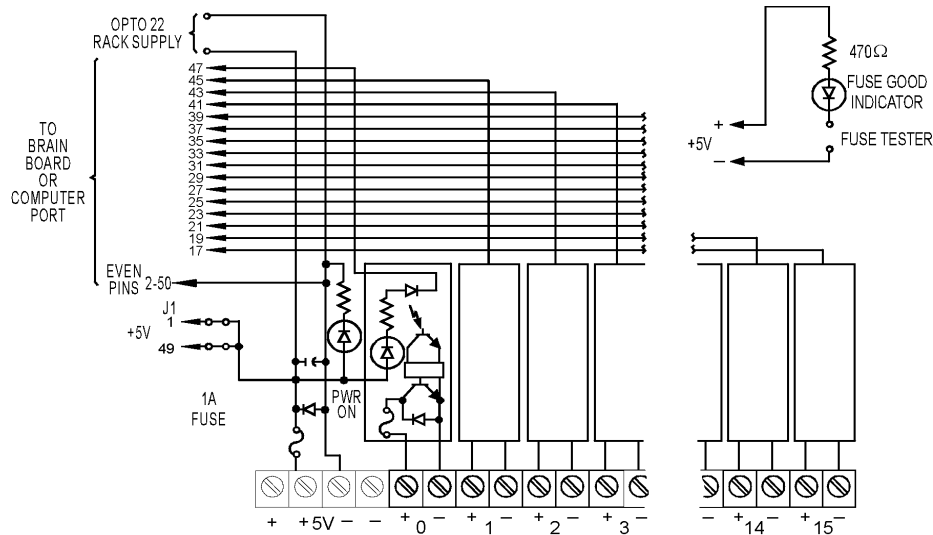 OPTO 22
RACK SUPPLY
TO
BRAIN
BOARD
OR
COMPUTER
PORT
47
45
43
41
39
37
35
33
31
29
27
25
23
21
19
17
EVEN
PINS 2-50
J1
1
+5V
49
1A
FUSE
PWR
ON
470Ω
FUSE GOOD
INDICATOR
FUSE TESTER
+
+5V
–
+ +5V – –
+ 0 – + 1 – + 2 – + 3 – – + 14 – + 15 –